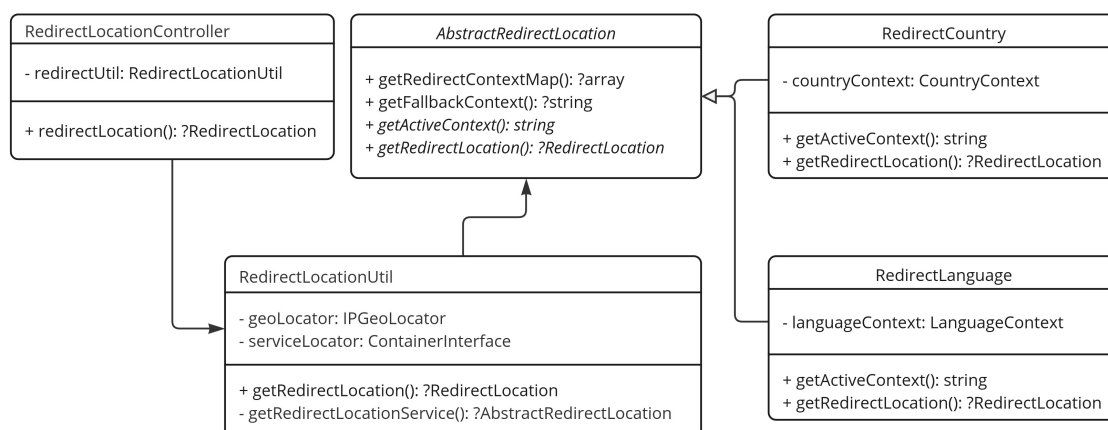 RedirectLocationController
- redirectUtil: RedirectLocationUtil
+ redirectLocation(): ?RedirectLocation
AbstractRedirectLocation
+ getRedirectContextMap(): ?array
+ getFallbackContext(): ?string
+ getActiveContext(): string
+ getRedirectLocation(): ?RedirectLocation
RedirectCountry
- countryContext: CountryContext
+ getActiveContext(): string
+ getRedirectLocation(): ?RedirectLocation
RedirectLocationUtil
- geoLocator: IPGeoLocator
- serviceLocator: ContainerInterface
+ getRedirectLocation(): ?RedirectLocation
- getRedirectLocationService(): ?AbstractRedirectLocation
RedirectLanguage
- languageContext: LanguageContext
+ getActiveContext(): string
+ getRedirectLocation(): ?RedirectLocation